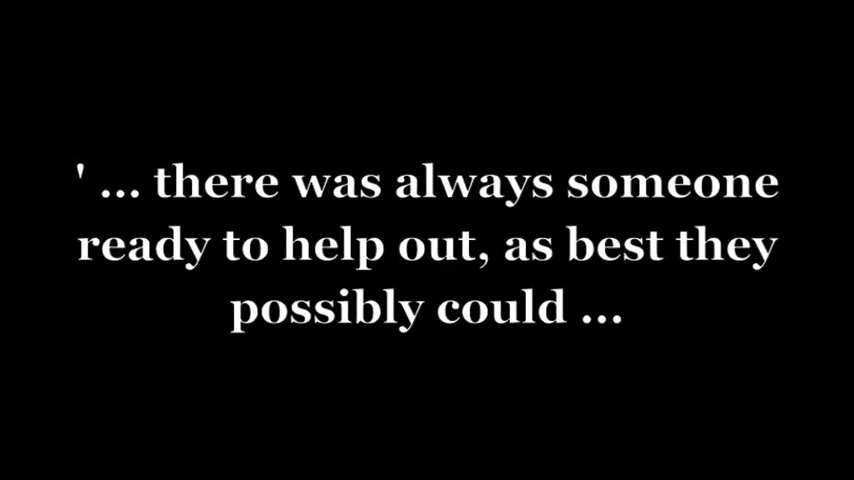 ' ... there was always someone
ready to help out, as best they
possibly could ...